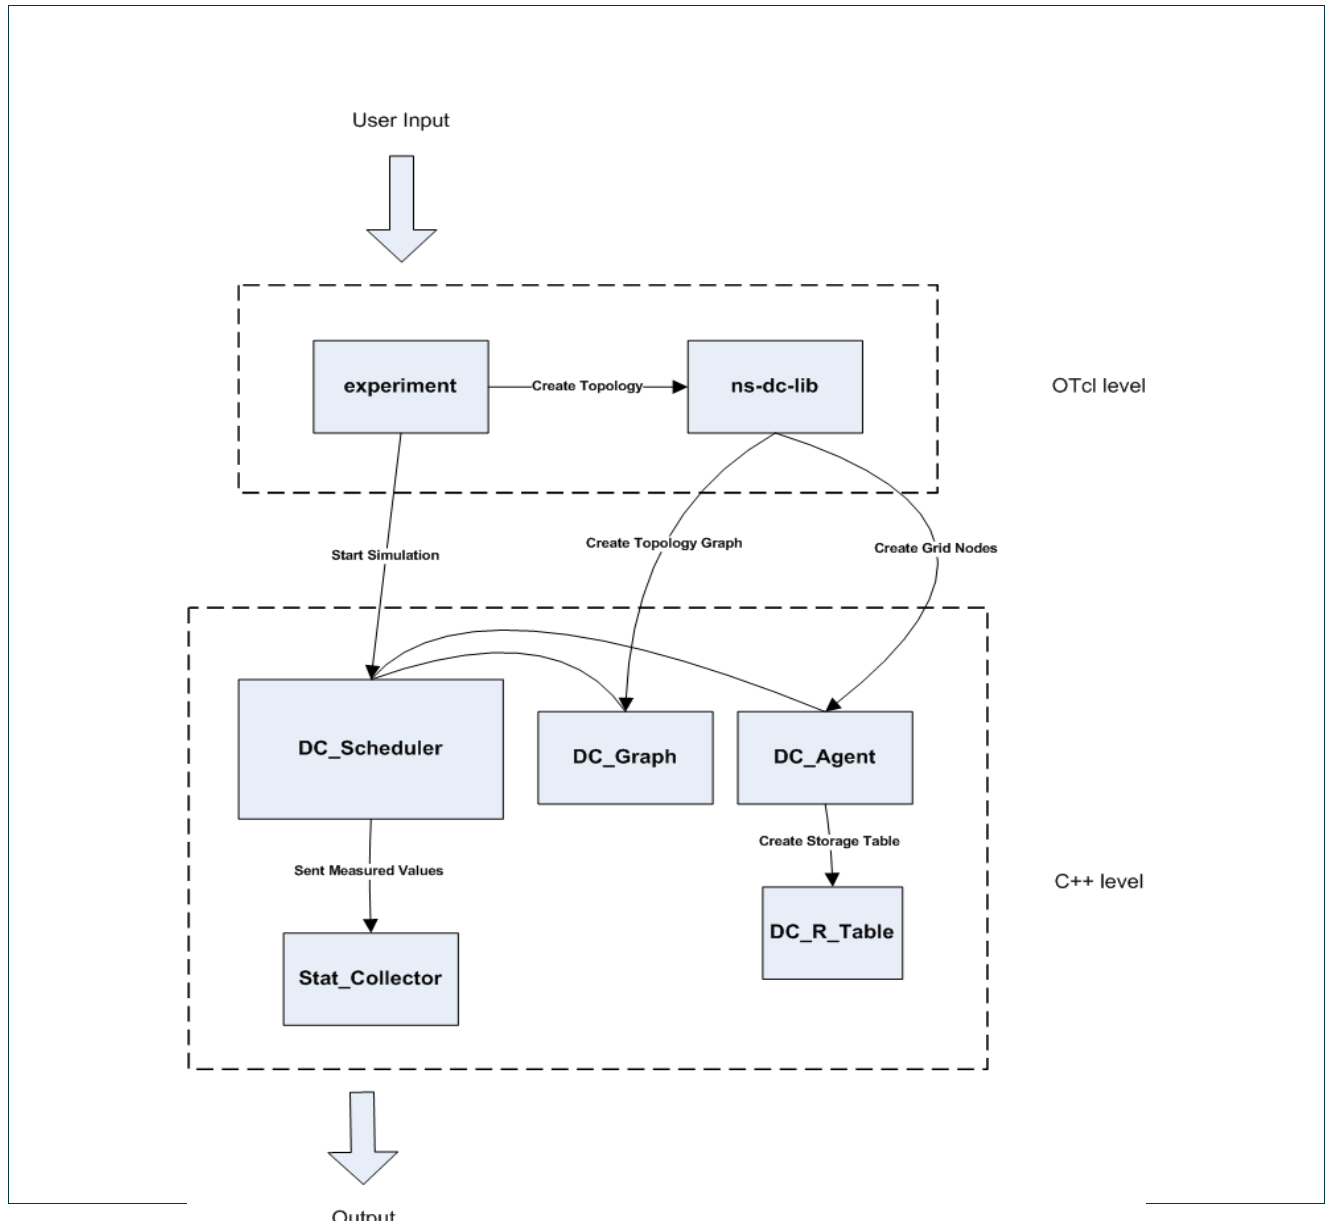 User Input
experiment
Create Topology
ns-dc-lib
OTcl level
Start Simulation
Create Topology Graph
Create Grid Nodes
DC_Scheduler
DC_Graph
DC_Agent
Create Storage Table
Sent Measured Values
C++ level
DC_R_Table
Stat_Collector
Output